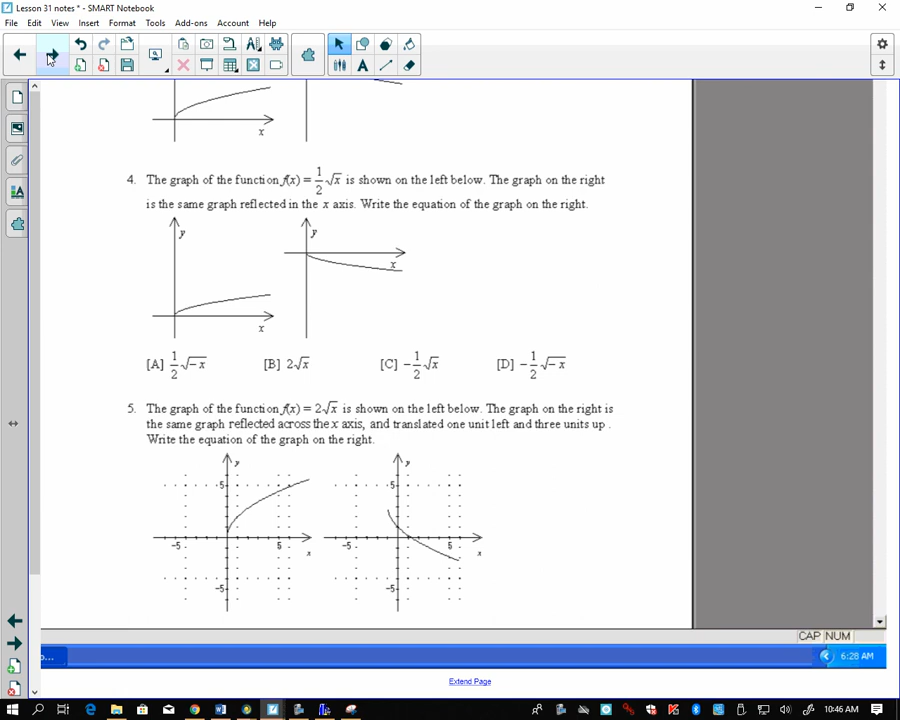 Lesson 31 notes * - SMART Notebook
File Edit View Insert Format Tools Add-ons Account Help
x
4. The graph of the function f(x) = 1/2 √x is shown on the left below. The graph on the right
is the same graph reflected in the x axis. Write the equation of the graph on the right.
y y
x
x
[A] 1/2 √-x [B] 2√x [C] -1/2 √x [D] -1/2 √-x
5. The graph of the function f(x) = 2√x is shown on the left below. The graph on the right is
the same graph reflected across the x axis, and translated one unit left and three units up .
Write the equation of the graph on the right.
y y
5 5
-5 5 x -5 5 x
-5 -5
CAP NUM
o... 6:28 AM
Extend Page
10:46 AM